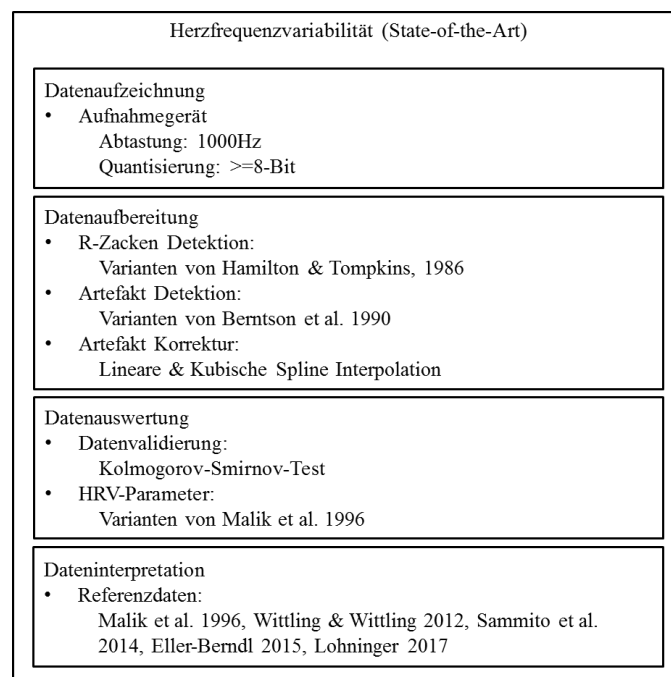 Herzfrequenzvariabilität (State-of-the-Art)
Datenaufzeichnung
• Aufnahmegerät
Abtastung: 1000Hz
Quantisierung: >=8-Bit
Datenaufbereitung
• R-Zacken Detektion:
Varianten von Hamilton & Tompkins, 1986
• Artefakt Detektion:
Varianten von Berntson et al. 1990
• Artefakt Korrektur:
Lineare & Kubische Spline Interpolation
Datenauswertung
• Datenvalidierung:
Kolmogorov-Smirnov-Test
• HRV-Parameter:
Varianten von Malik et al. 1996
Dateninterpretation
• Referenzdaten:
Malik et al. 1996, Wittling & Wittling 2012, Sammito et al.
2014, Eller-Berndl 2015, Lohninger 2017